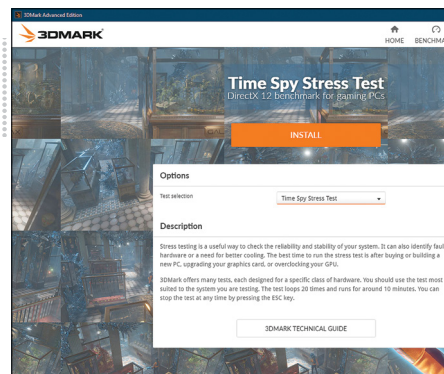 3DMark Advanced Edition
3DMARK
HOME
BENCHMA
Time Spy Stress Test
DirectX 12 benchmark for gaming PCs
INSTALL
Options
Test selection
Time Spy Stress Test
Description
Stress testing is a useful way to check the reliability and stability of your system. It can also identify faul
hardware or a need for better cooling. The best time to run the stress test is after buying or building a
new PC, upgrading your graphics card, or overclocking your GPU.
3DMark offers many tests, each designed for a specific class of hardware. You should use the test most
suited to the system you are testing. The test loops 20 times and runs for around 10 minutes. You can
stop the test at any time by pressing the ESC key.
3DMARK TECHNICAL GUIDE